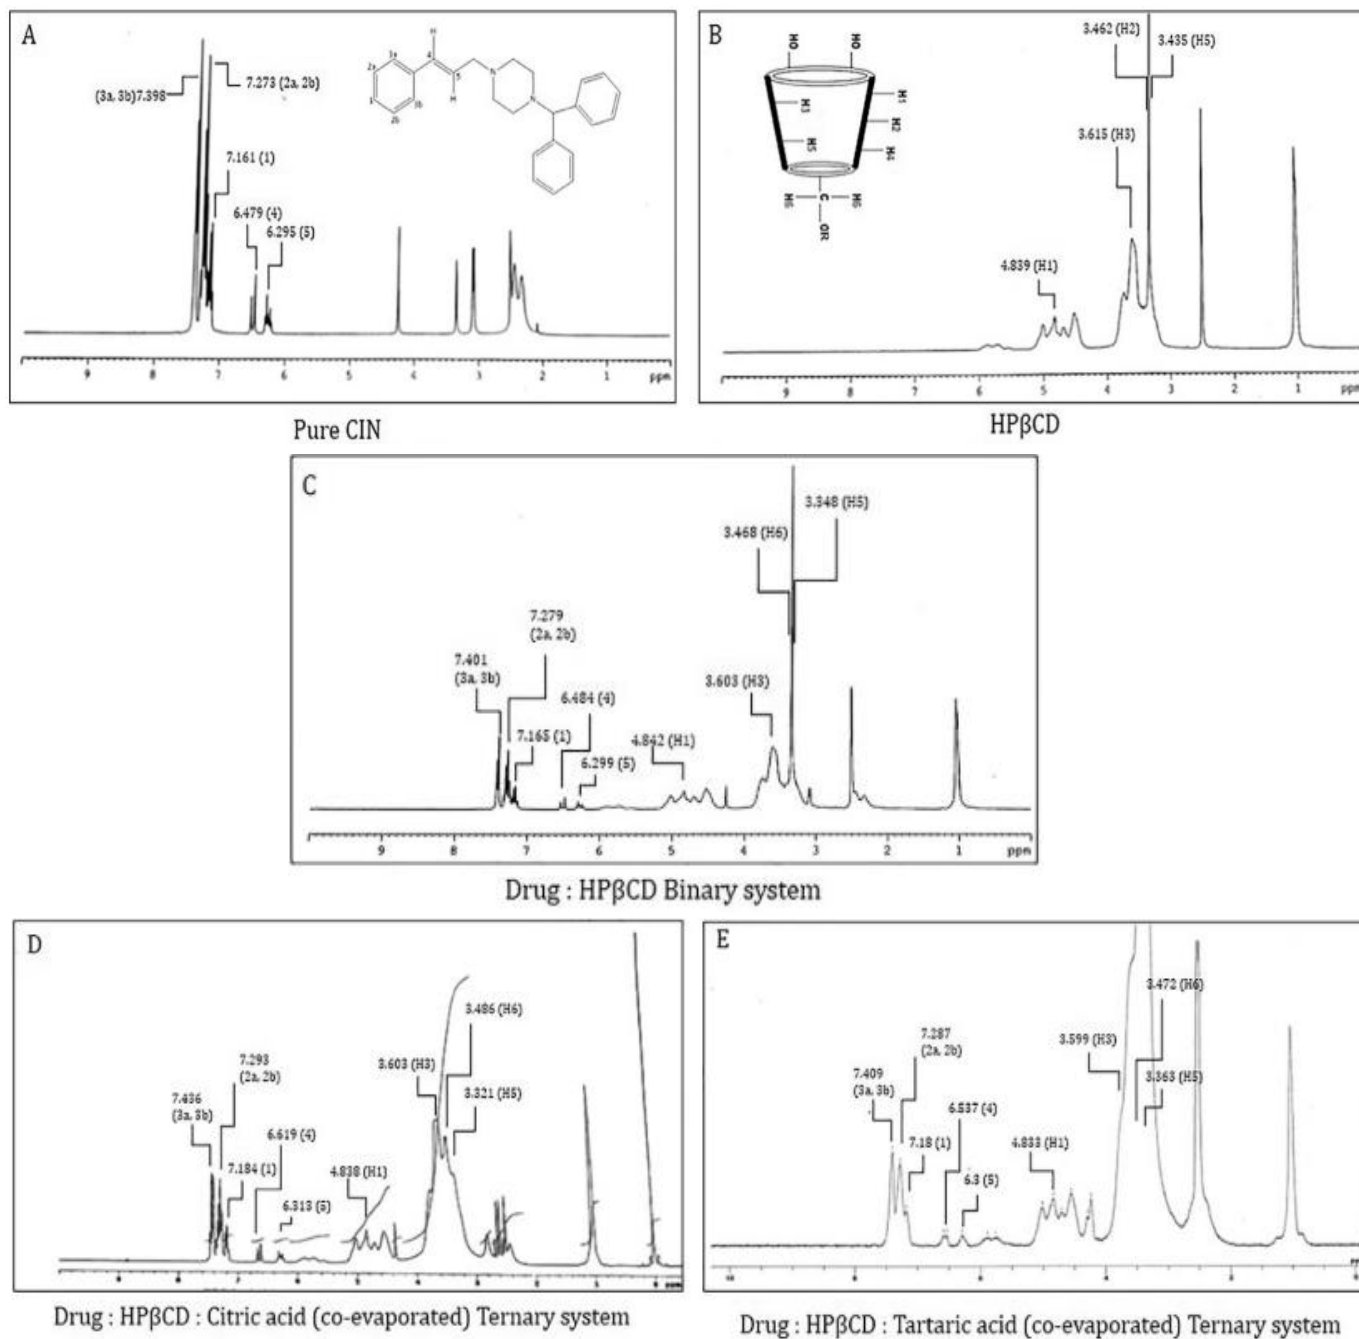 A
7.273 (2a, 2b)
(3a, 3b)7.398
7.161 (1)
6.479 (4)
6.295 (5)
H
3a
4
2a
N
1
5
3b
H
N
2b
9 8 7 6 5 4 3 2 1 ppm
Pure CIN
B
HO HO
H3
H1
H2
H5
H4
H6 C H6
OR
3.462 (H2)
3.435 (H5)
3.615 (H3)
4.839 (H1)
9 8 7 6 5 4 3 2 1 ppm
HPβCD
C
3.348 (H5)
3.468 (H6)
7.279
(2a, 2b)
7.401
(3a, 3b)
6.484 (4)
3.603 (H3)
7.165 (1)
4.842 (H1)
6.299 (5)
9 8 7 6 5 4 3 2 1 ppm
Drug : HPβCD Binary system
D
3.486 (H6)
3.603 (H3)
7.293
(2a, 2b)
3.321 (H5)
7.436
(3a, 3b)
6.619 (4)
7.184 (1)
4.838 (H1)
6.313 (5)
Drug : HPβCD : Citric acid (co-evaporated) Ternary system
E
3.472 (H6)
7.287
(2a, 2b)
3.599 (H3)
7.409
(3a, 3b)
3.363 (H5)
6.537 (4)
7.18 (1)
4.833 (H1)
6.3 (5)
10
Drug : HPβCD : Tartaric acid (co-evaporated) Ternary system